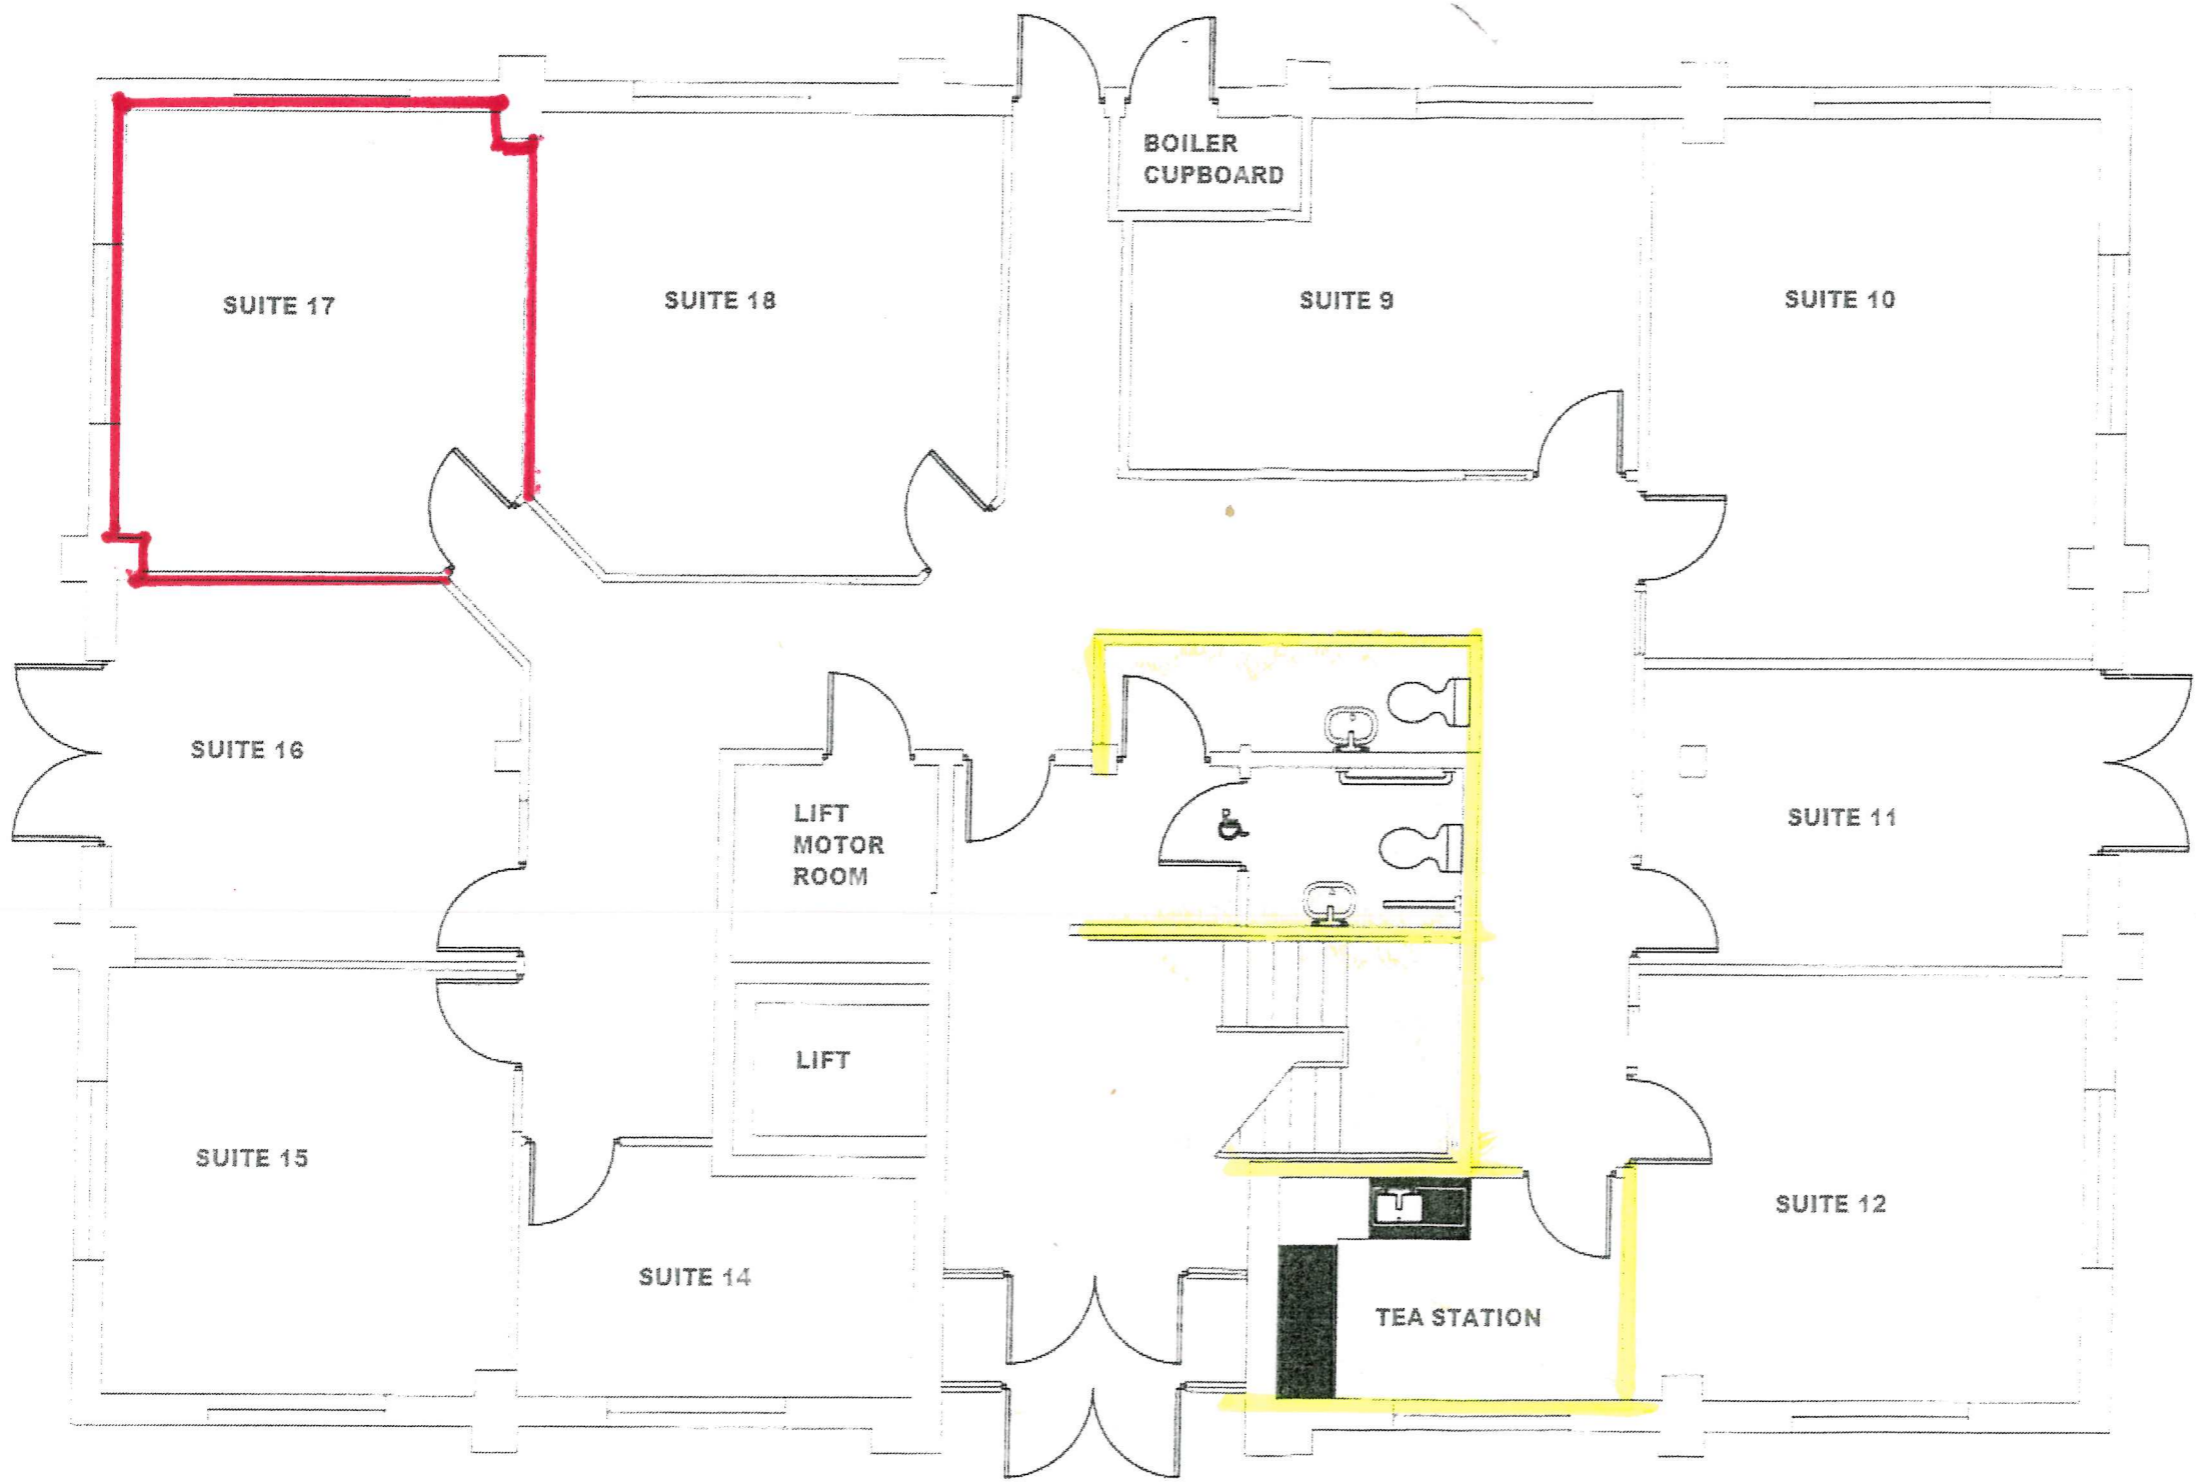 BOILER
CUPBOARD
SUITE 17
SUITE 18
SUITE 9
SUITE 10
SUITE 16
LIFT
MOTOR
ROOM
SUITE 11
LIFT
SUITE 15
SUITE 12
SUITE 14
TEA STATION